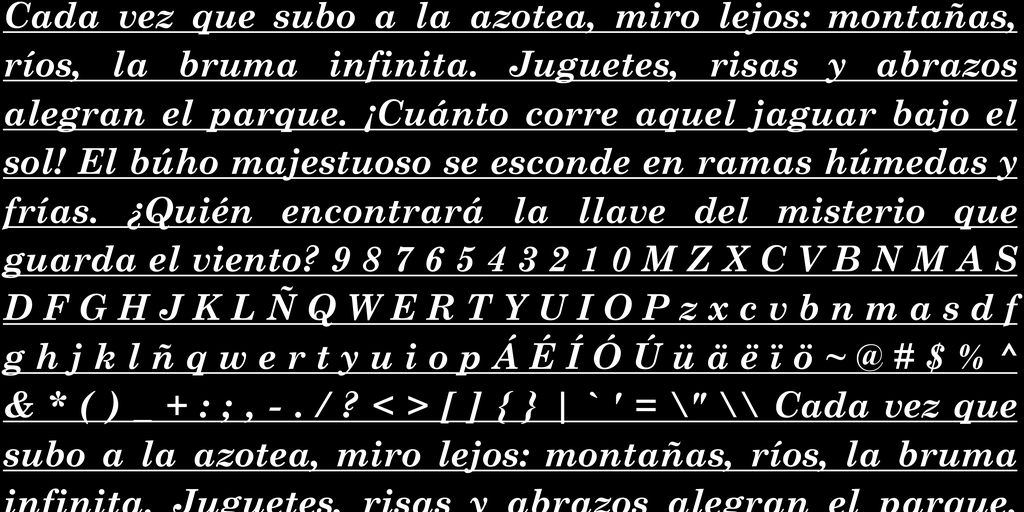 Cada vez que subo a la azotea, miro lejos: montañas,
ríos, la bruma infinita. Juguetes, risas y abrazos
alegran el parque. ¡Cuánto corre aquel jaguar bajo el
sol! El búho majestuoso se esconde en ramas húmedas y
frías. ¿Quién encontrará la llave del misterio que
guarda el viento? 9 8 7 6 5 4 3 2 1 0 M Z X C V B N M A S
D F G H J K L Ñ Q W E R T Y U I O P z x c v b n m a s d f
g h j k l ñ q w e r t y u i o p Á É Í Ó Ú ü ä ë ï ö ~ @ # $ % ^
& * ( ) _ + : ; , - . / ? < > [ ] { } | ` ' = \" \\ Cada vez que
subo a la azotea, miro lejos: montañas, ríos, la bruma
infinita. Juguetes, risas y abrazos alegran el parque.